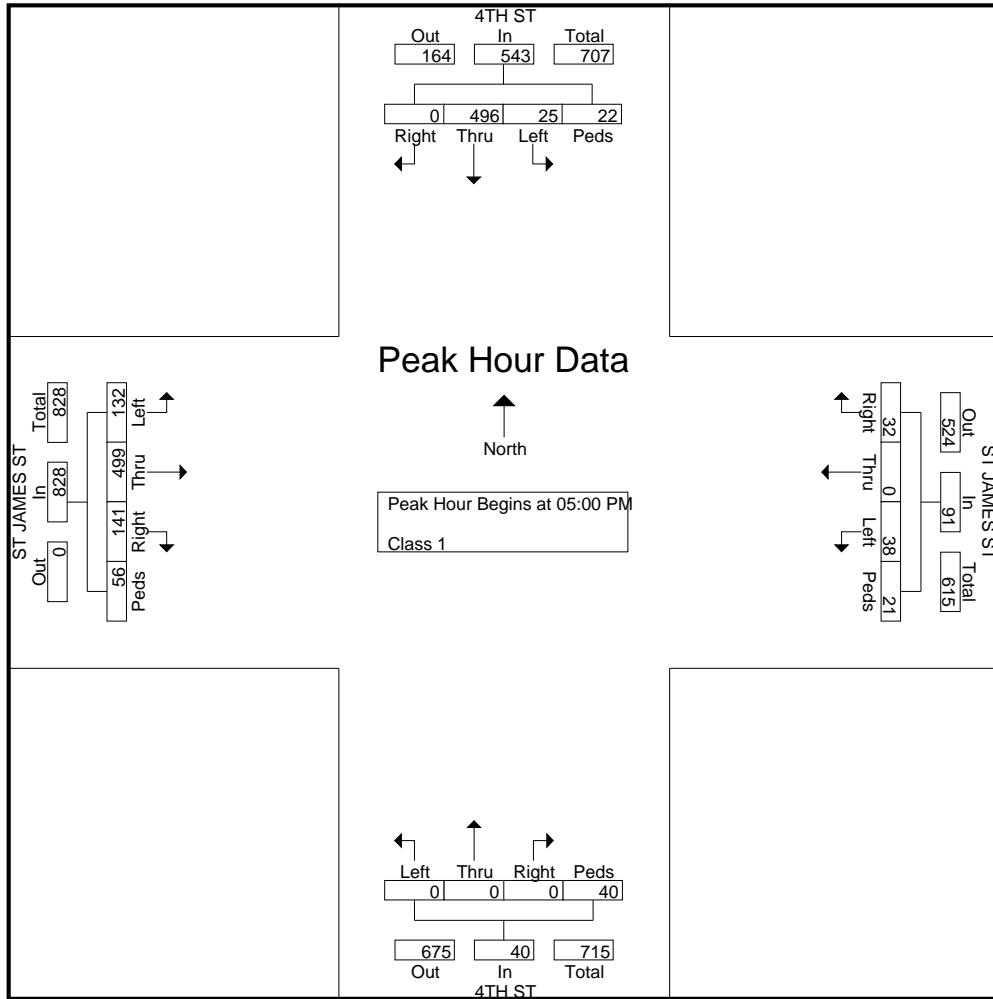 4TH ST
Out In Total
164 543 707
0 496 25 22
Right Thru Left Peds
Peak Hour Data
North
Peak Hour Begins at 05:00 PM
Class 1
ST JAMES ST
Total In Out
828 828 0
132 499 141 56
Left Thru Right Peds
Right Thru Left Peds
32 0 38 21
Out In Total
524 91 615
ST JAMES ST
Left Thru Right Peds
0 0 0 40
675 40 715
Out In Total
4TH ST